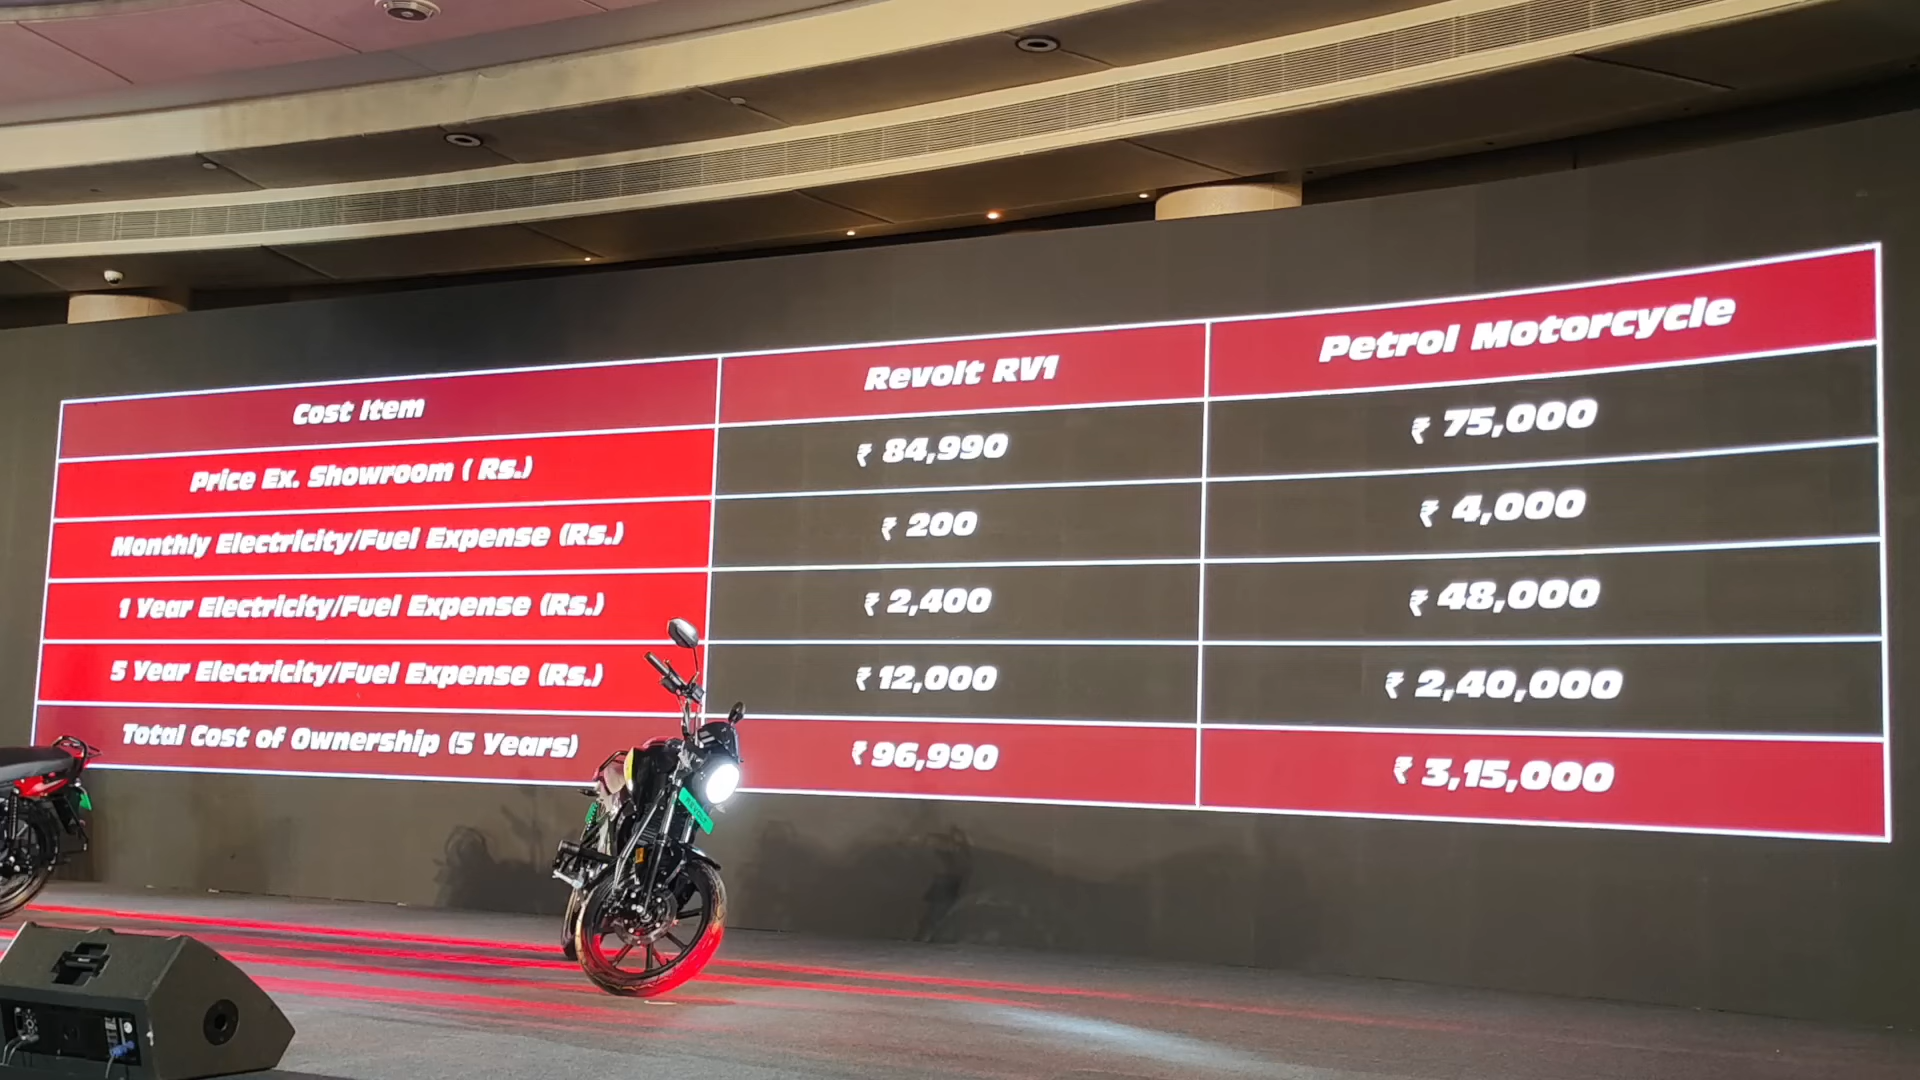 Cost Item Revolt RV1 Petrol Motorcycle
Price Ex. Showroom ( Rs.) ₹ 84,990 ₹ 75,000
Monthly Electricity/Fuel Expense (Rs.) ₹ 200 ₹ 4,000
1 Year Electricity/Fuel Expense (Rs.) ₹ 2,400 ₹ 48,000
5 Year Electricity/Fuel Expense (Rs.) ₹ 12,000 ₹ 2,40,000
Total Cost of Ownership (5 Years) ₹ 96,990 ₹ 3,15,000